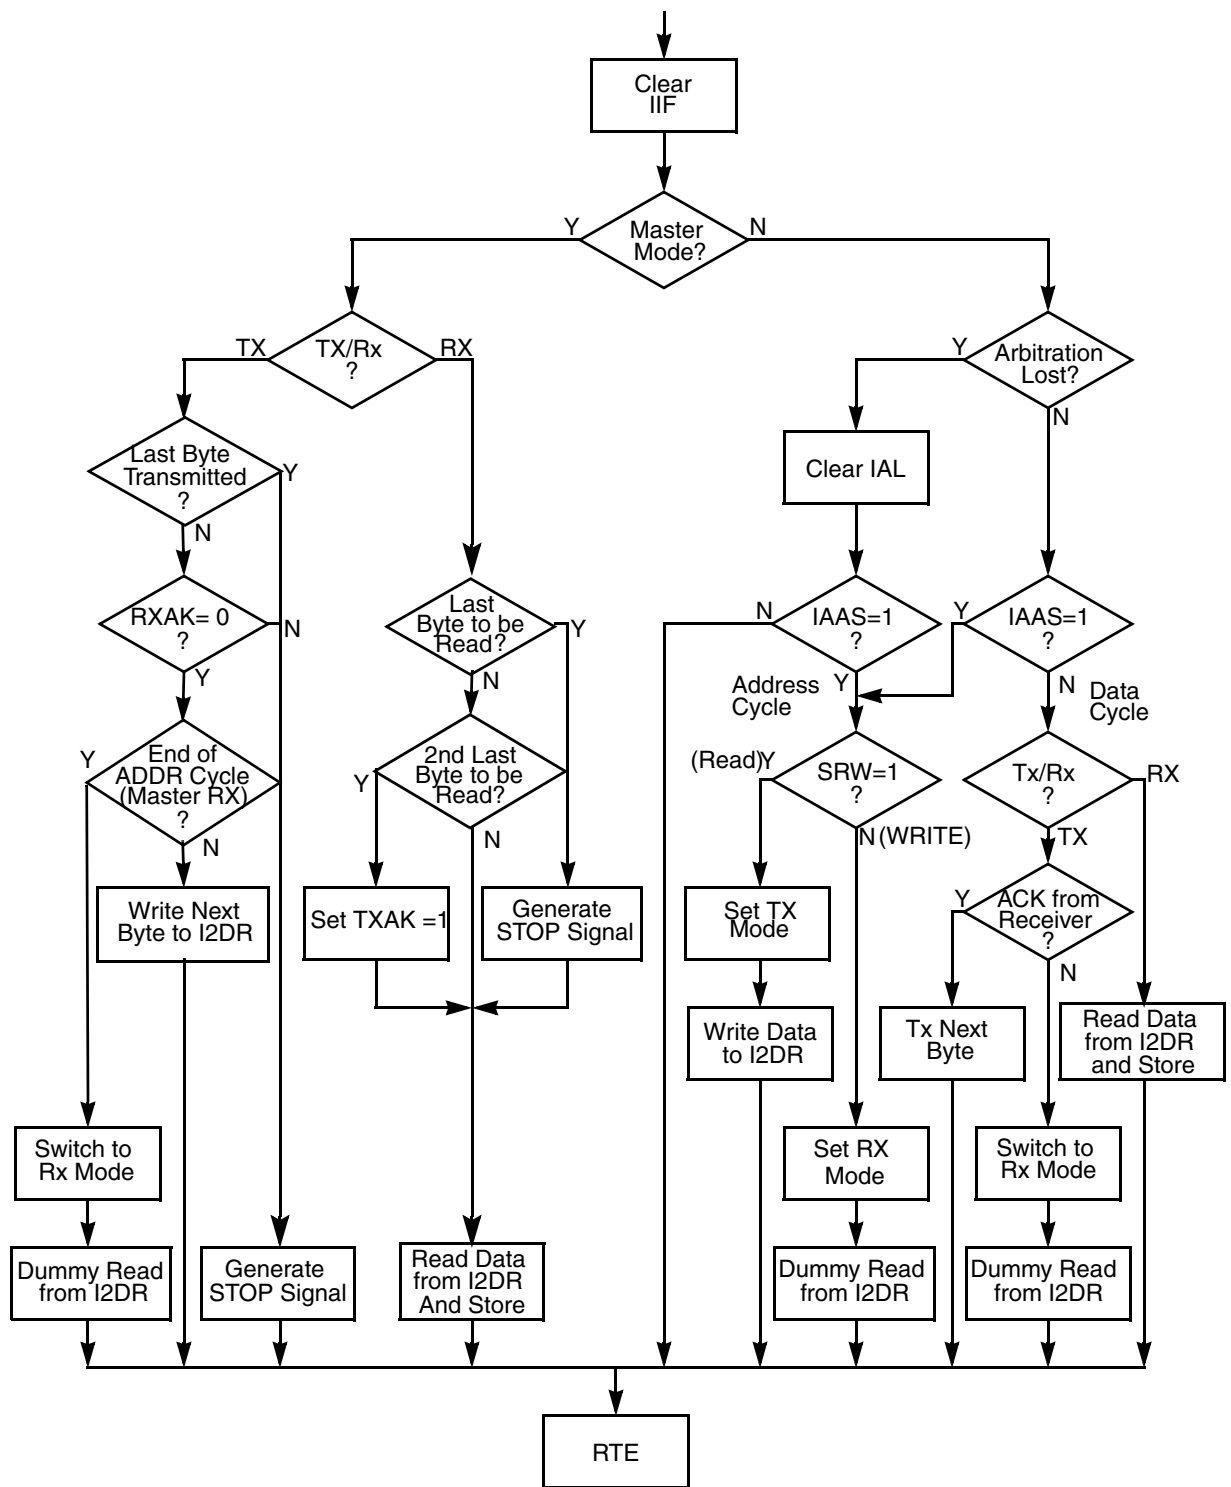 Clear
IIF
Y
Master
Mode?
N
TX
TX/Rx
?
RX
Y
Arbitration
Lost?
N
Last Byte
Transmitted
?
Y
N
Clear IAL
RXAK= 0
?
N
Y
Last
Byte to be
Read?
Y
N
N
IAAS=1
?
Y
Address
Cycle
Y
IAAS=1
?
N
Data
Cycle
Y
End of
ADDR Cycle
(Master RX)
?
N
Y
2nd Last
Byte to be
Read?
N
(Read)Y
SRW=1
?
N (WRITE)
Tx/Rx
?
RX
TX
Write Next
Byte to I2DR
Set TXAK =1
Generate
STOP Signal
Set TX
Mode
Y
ACK from
Receiver
?
N
Write Data
to I2DR
Tx Next
Byte
Read Data
from I2DR
and Store
Switch to
Rx Mode
Set RX
Mode
Switch to
Rx Mode
Dummy Read
from I2DR
Generate
STOP Signal
Read Data
from I2DR
And Store
Dummy Read
from I2DR
Dummy Read
from I2DR
RTE